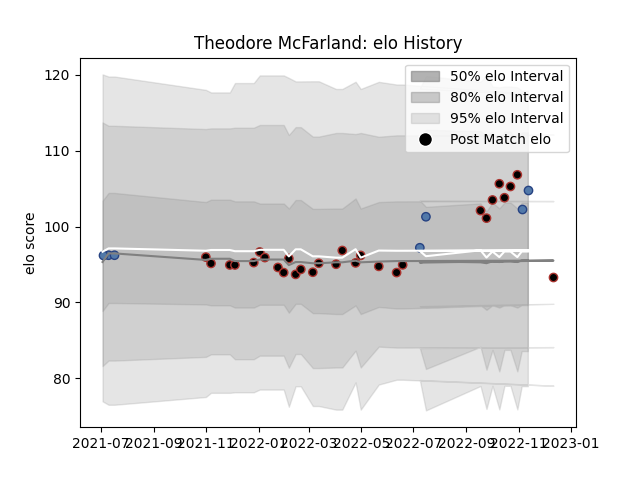 Theodore McFarland: elo History
120
110
100
90
80
elo score
50% elo Interval
80% elo Interval
95% elo Interval
Post Match elo
2021-07 2021-09 2021-11 2022-01 2022-03 2022-05 2022-07 2022-09 2022-11 2023-01